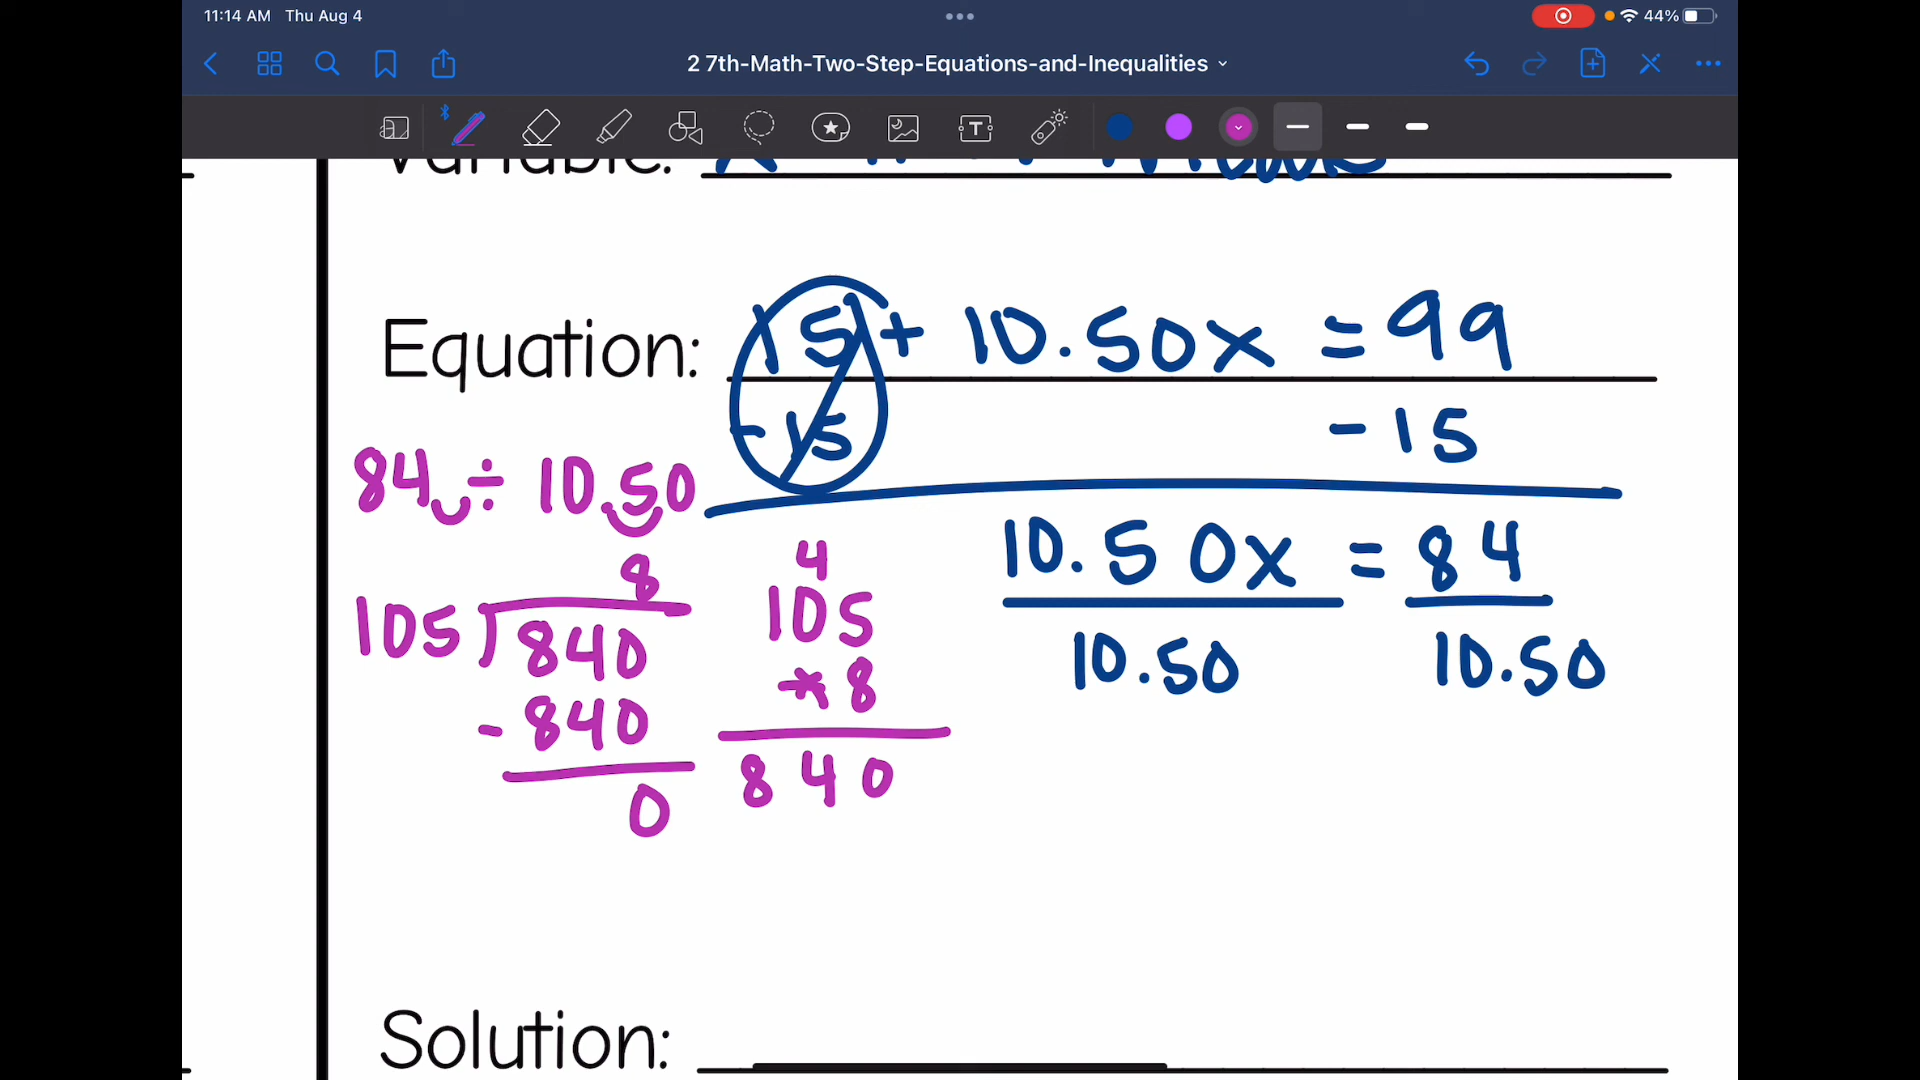 11:14 AM Thu Aug 4
44%
2 7th-Math-Two-Step-Equations-and-Inequalities
Variable:
Equation: 15 + 10.50x = 99
- 15 - 15
84 ÷ 10.50
10.50x = 84
10.50 10.50
8
105 840
- 840
0
4
105
* 8
840
Solution: